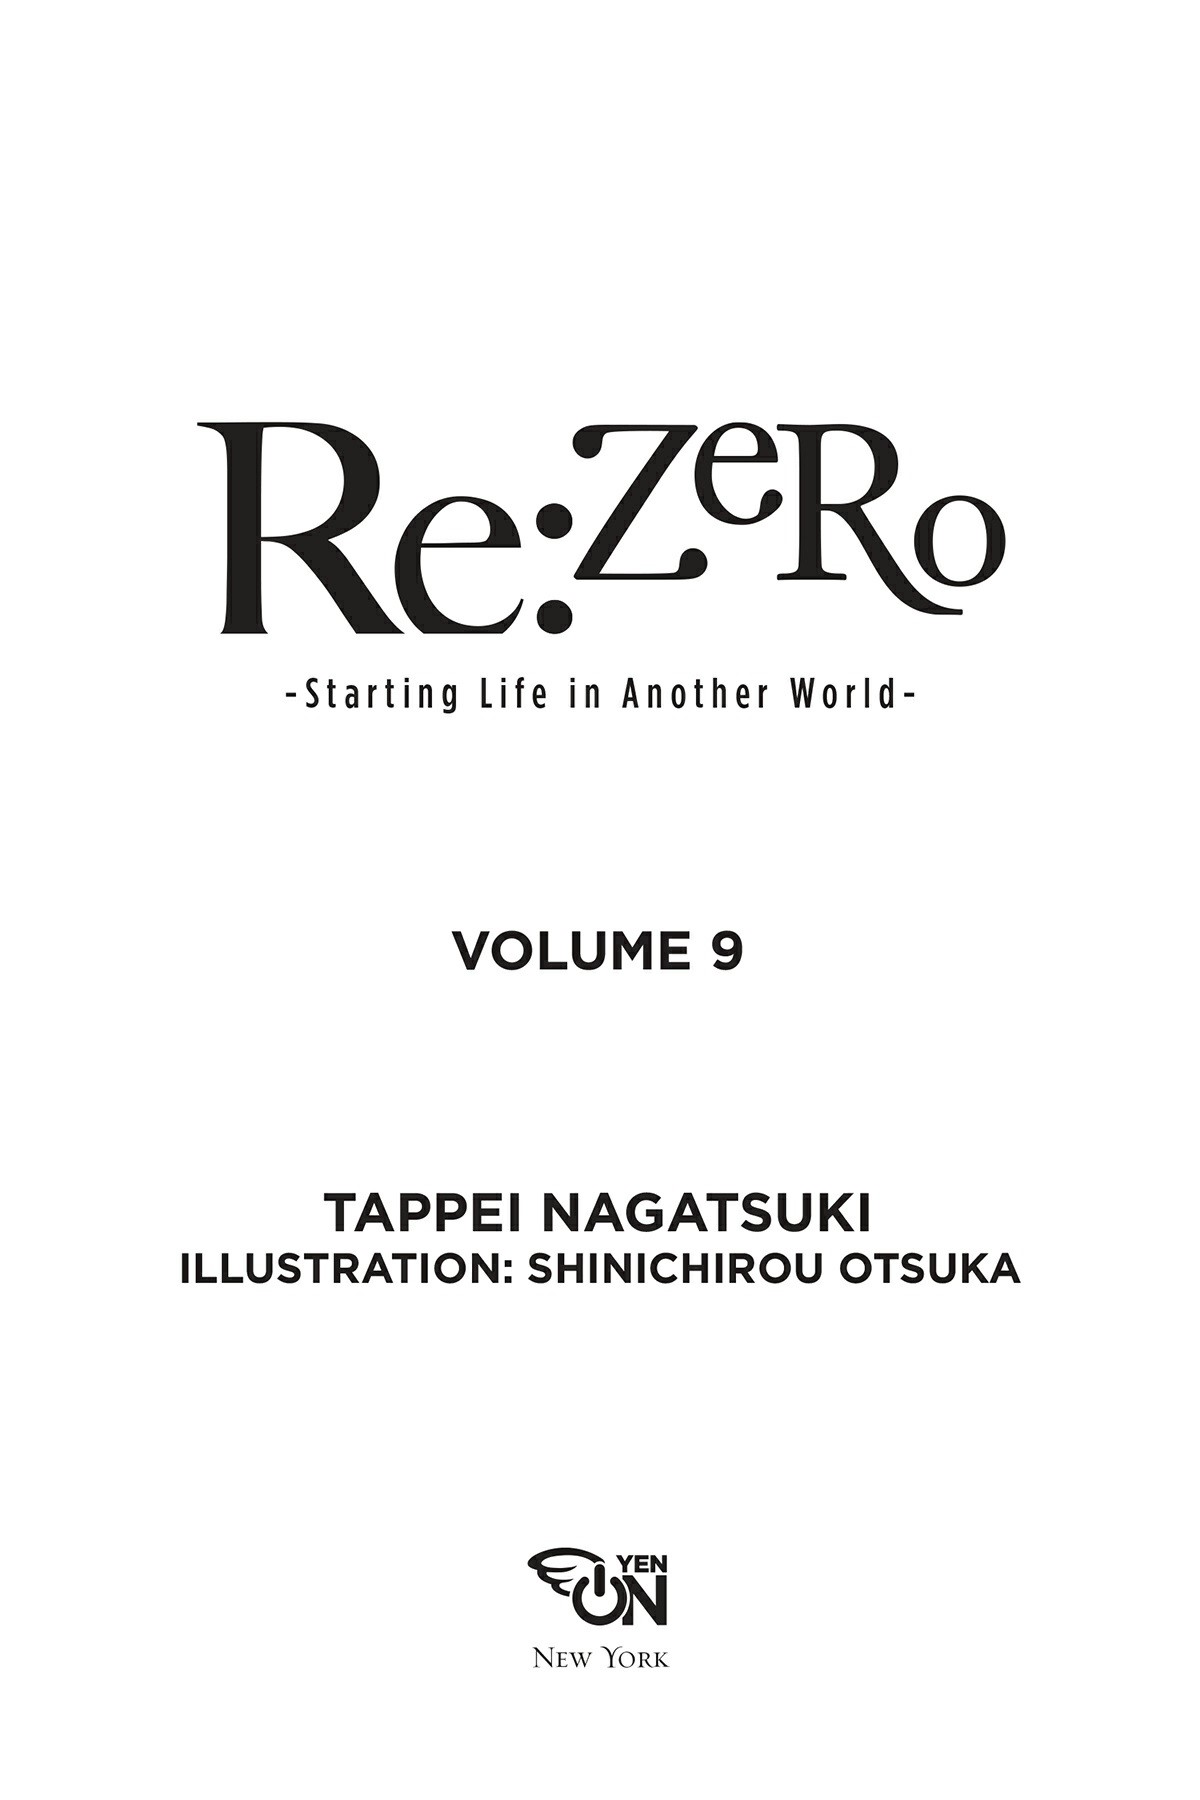 Re:ZeRo
-Starting Life in Another World-
VOLUME 9
TAPPEI NAGATSUKI
ILLUSTRATION: SHINICHIROU OTSUKA
YEN
ON
NEW YORK